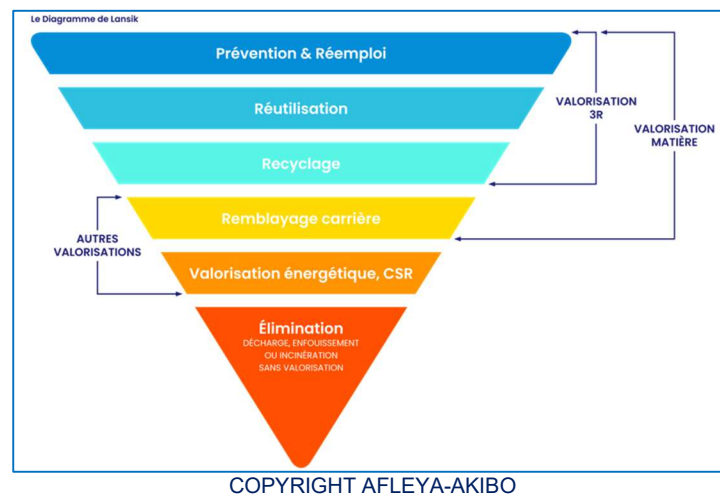 Le Diagramme de Lansik
Prévention & Réemploi
Réutilisation
Recyclage
Remblayage carrière
Valorisation énergétique, CSR
Élimination
DÉCHARGE, ENFOUISSEMENT
OU INCINÉRATION
SANS VALORISATION
VALORISATION
3R
VALORISATION
MATIÈRE
AUTRES
VALORISATIONS
COPYRIGHT AFLEYA-AKIBO